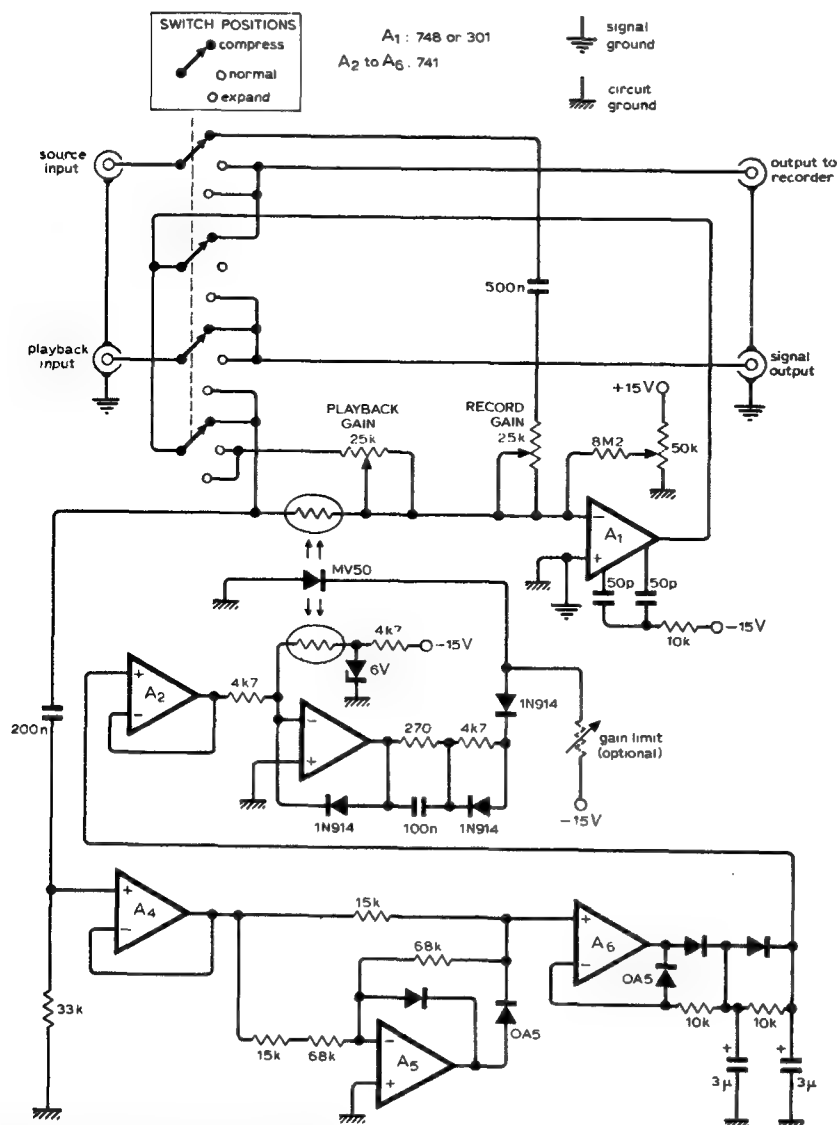 SWITCH POSITIONS
compress
normal
expand
A1 : 748 or 301
A2 to A6 . 741
signal
ground
circuit
ground
source
input
output to
recorder
500n
playback
input
signal
output
+15V
PLAYBACK
GAIN
25k
RECORD
GAIN
25k
8M2
50k
−
A1
+
MV50
50p
50p
10k
−15V
4k7
−15V
6V
+
A2
−
4k7
1N914
200n
−
+
270
4k7
gain limit
(optional)
1N914
100n
1N914
−15V
+
A4
−
15k
+
A6
−
68k
OA5
33k
OA5
10k
10k
15k
68k
−
A5
+
+
3µ
+
3µ